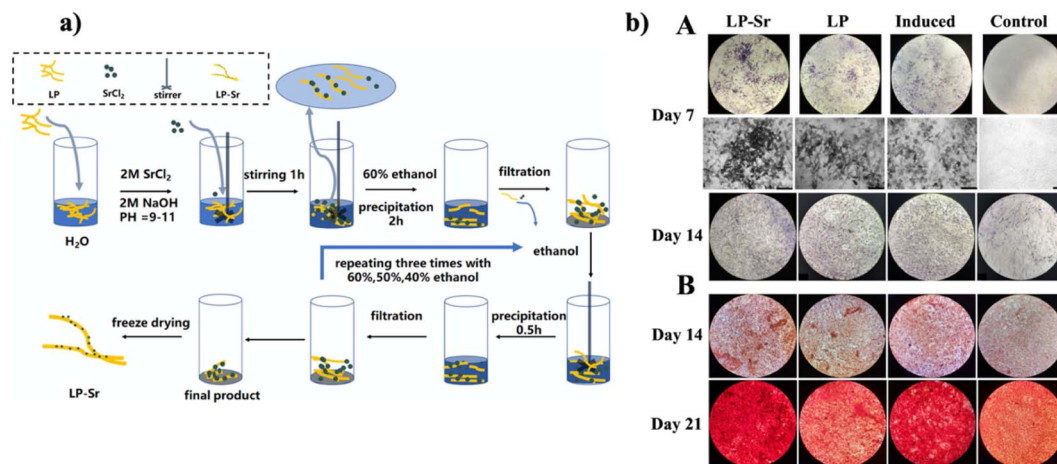 a)
LP
SrCl₂
stirrer
LP-Sr
2M SrCl₂
2M NaOH
PH =9-11
stirring 1h
60% ethanol
precipitation
2h
filtration
H₂O
ethanol
repeating three times with
60%,50%,40% ethanol
freeze drying
filtration
precipitation
0.5h
LP-Sr
final product
b)
A
LP-Sr LP Induced Control
Day 7
Day 14
B
Day 14
Day 21